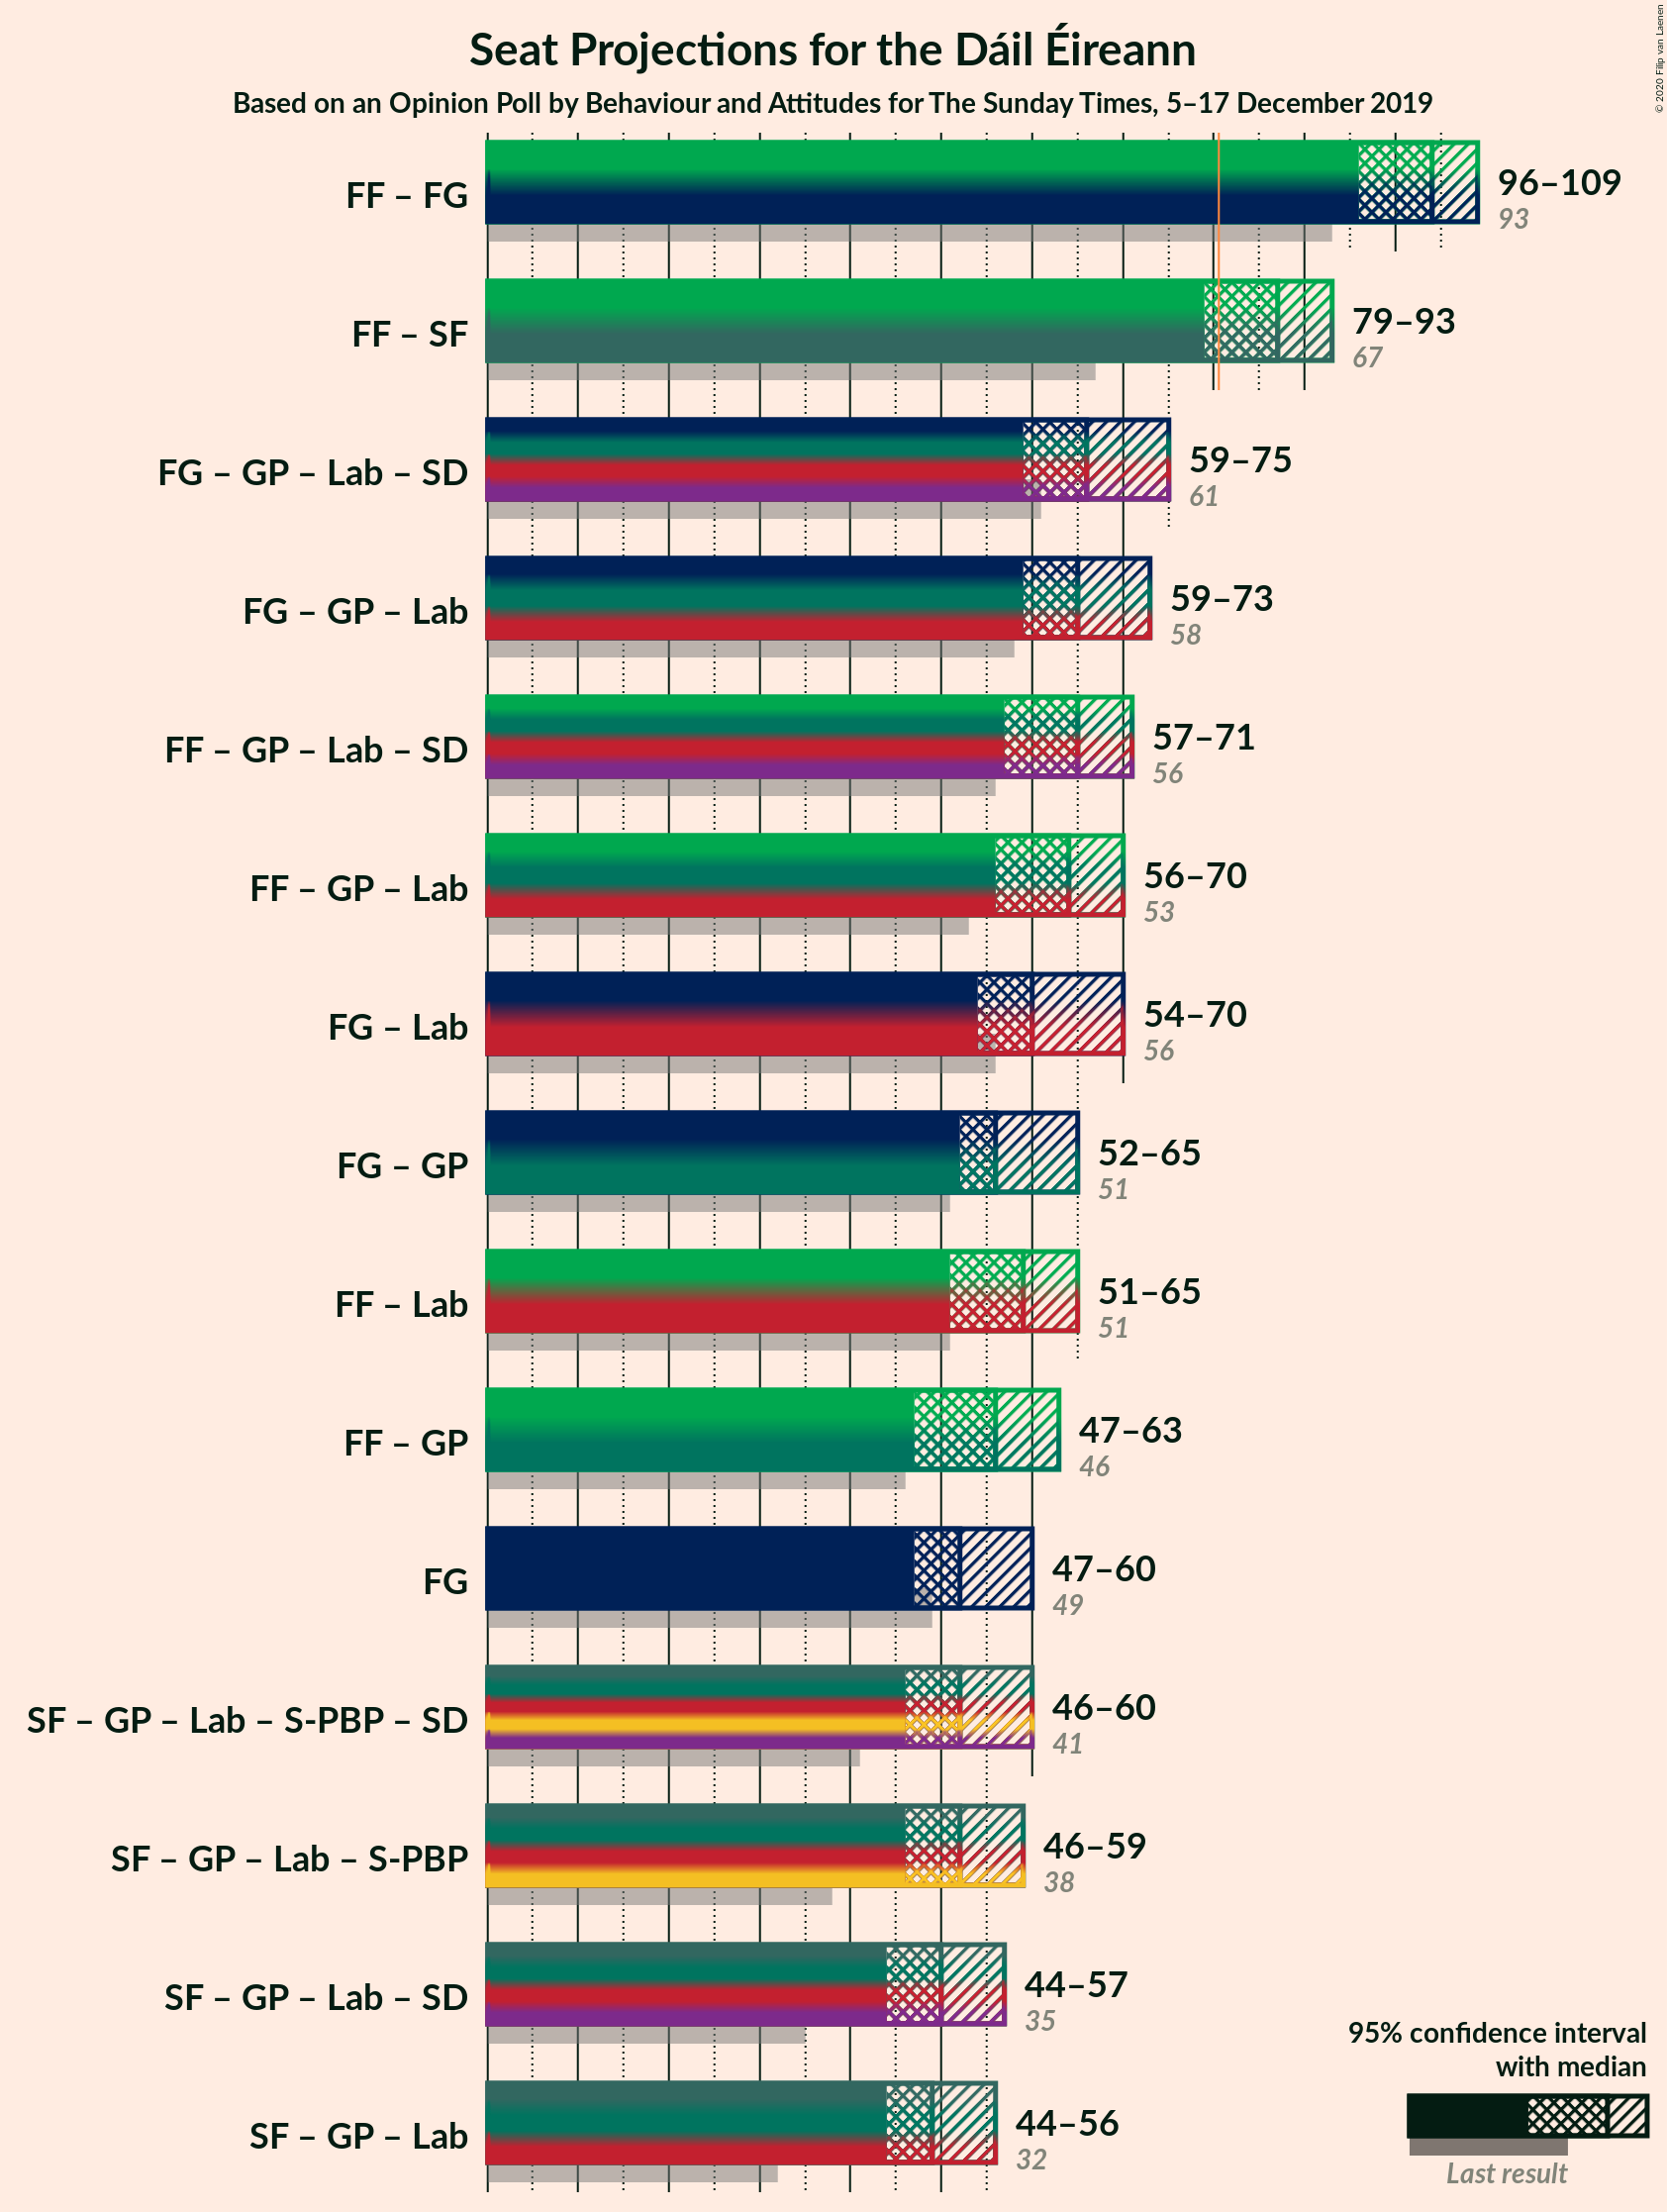 Seat Projections for the Dáil Éireann
Based on an Opinion Poll by Behaviour and Attitudes for The Sunday Times, 5–17 December 2019
© 2020 Filip van Laenen
FF – FG
96–109
93
FF – SF
79–93
67
FG – GP – Lab – SD
59–75
61
FG – GP – Lab
59–73
58
FF – GP – Lab – SD
57–71
56
FF – GP – Lab
56–70
53
FG – Lab
54–70
56
FG – GP
52–65
51
FF – Lab
51–65
51
FF – GP
47–63
46
FG
47–60
49
SF – GP – Lab – S-PBP – SD
46–60
41
SF – GP – Lab – S-PBP
46–59
38
SF – GP – Lab – SD
44–57
35
SF – GP – Lab
44–56
32
95% confidence interval
with median
Last result